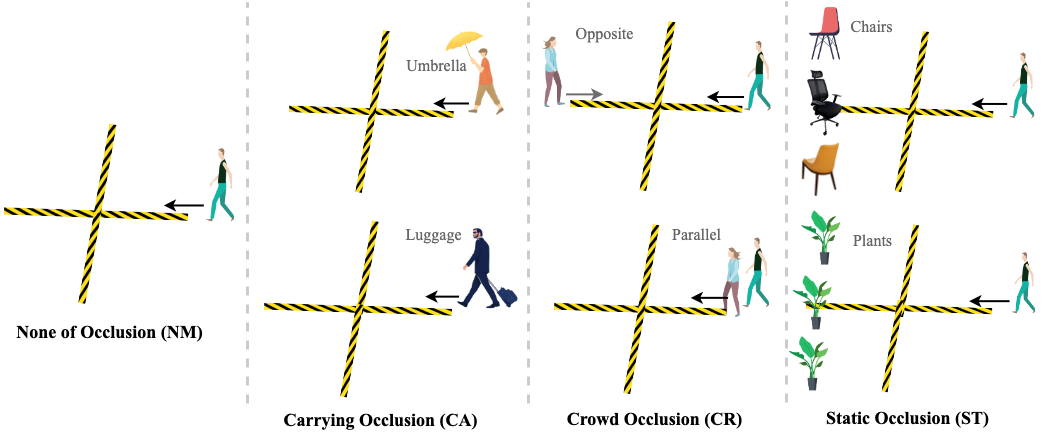 None of Occlusion (NM)
Umbrella
Luggage
Carrying Occlusion (CA)
Opposite
Parallel
Crowd Occlusion (CR)
Chairs
Plants
Static Occlusion (ST)